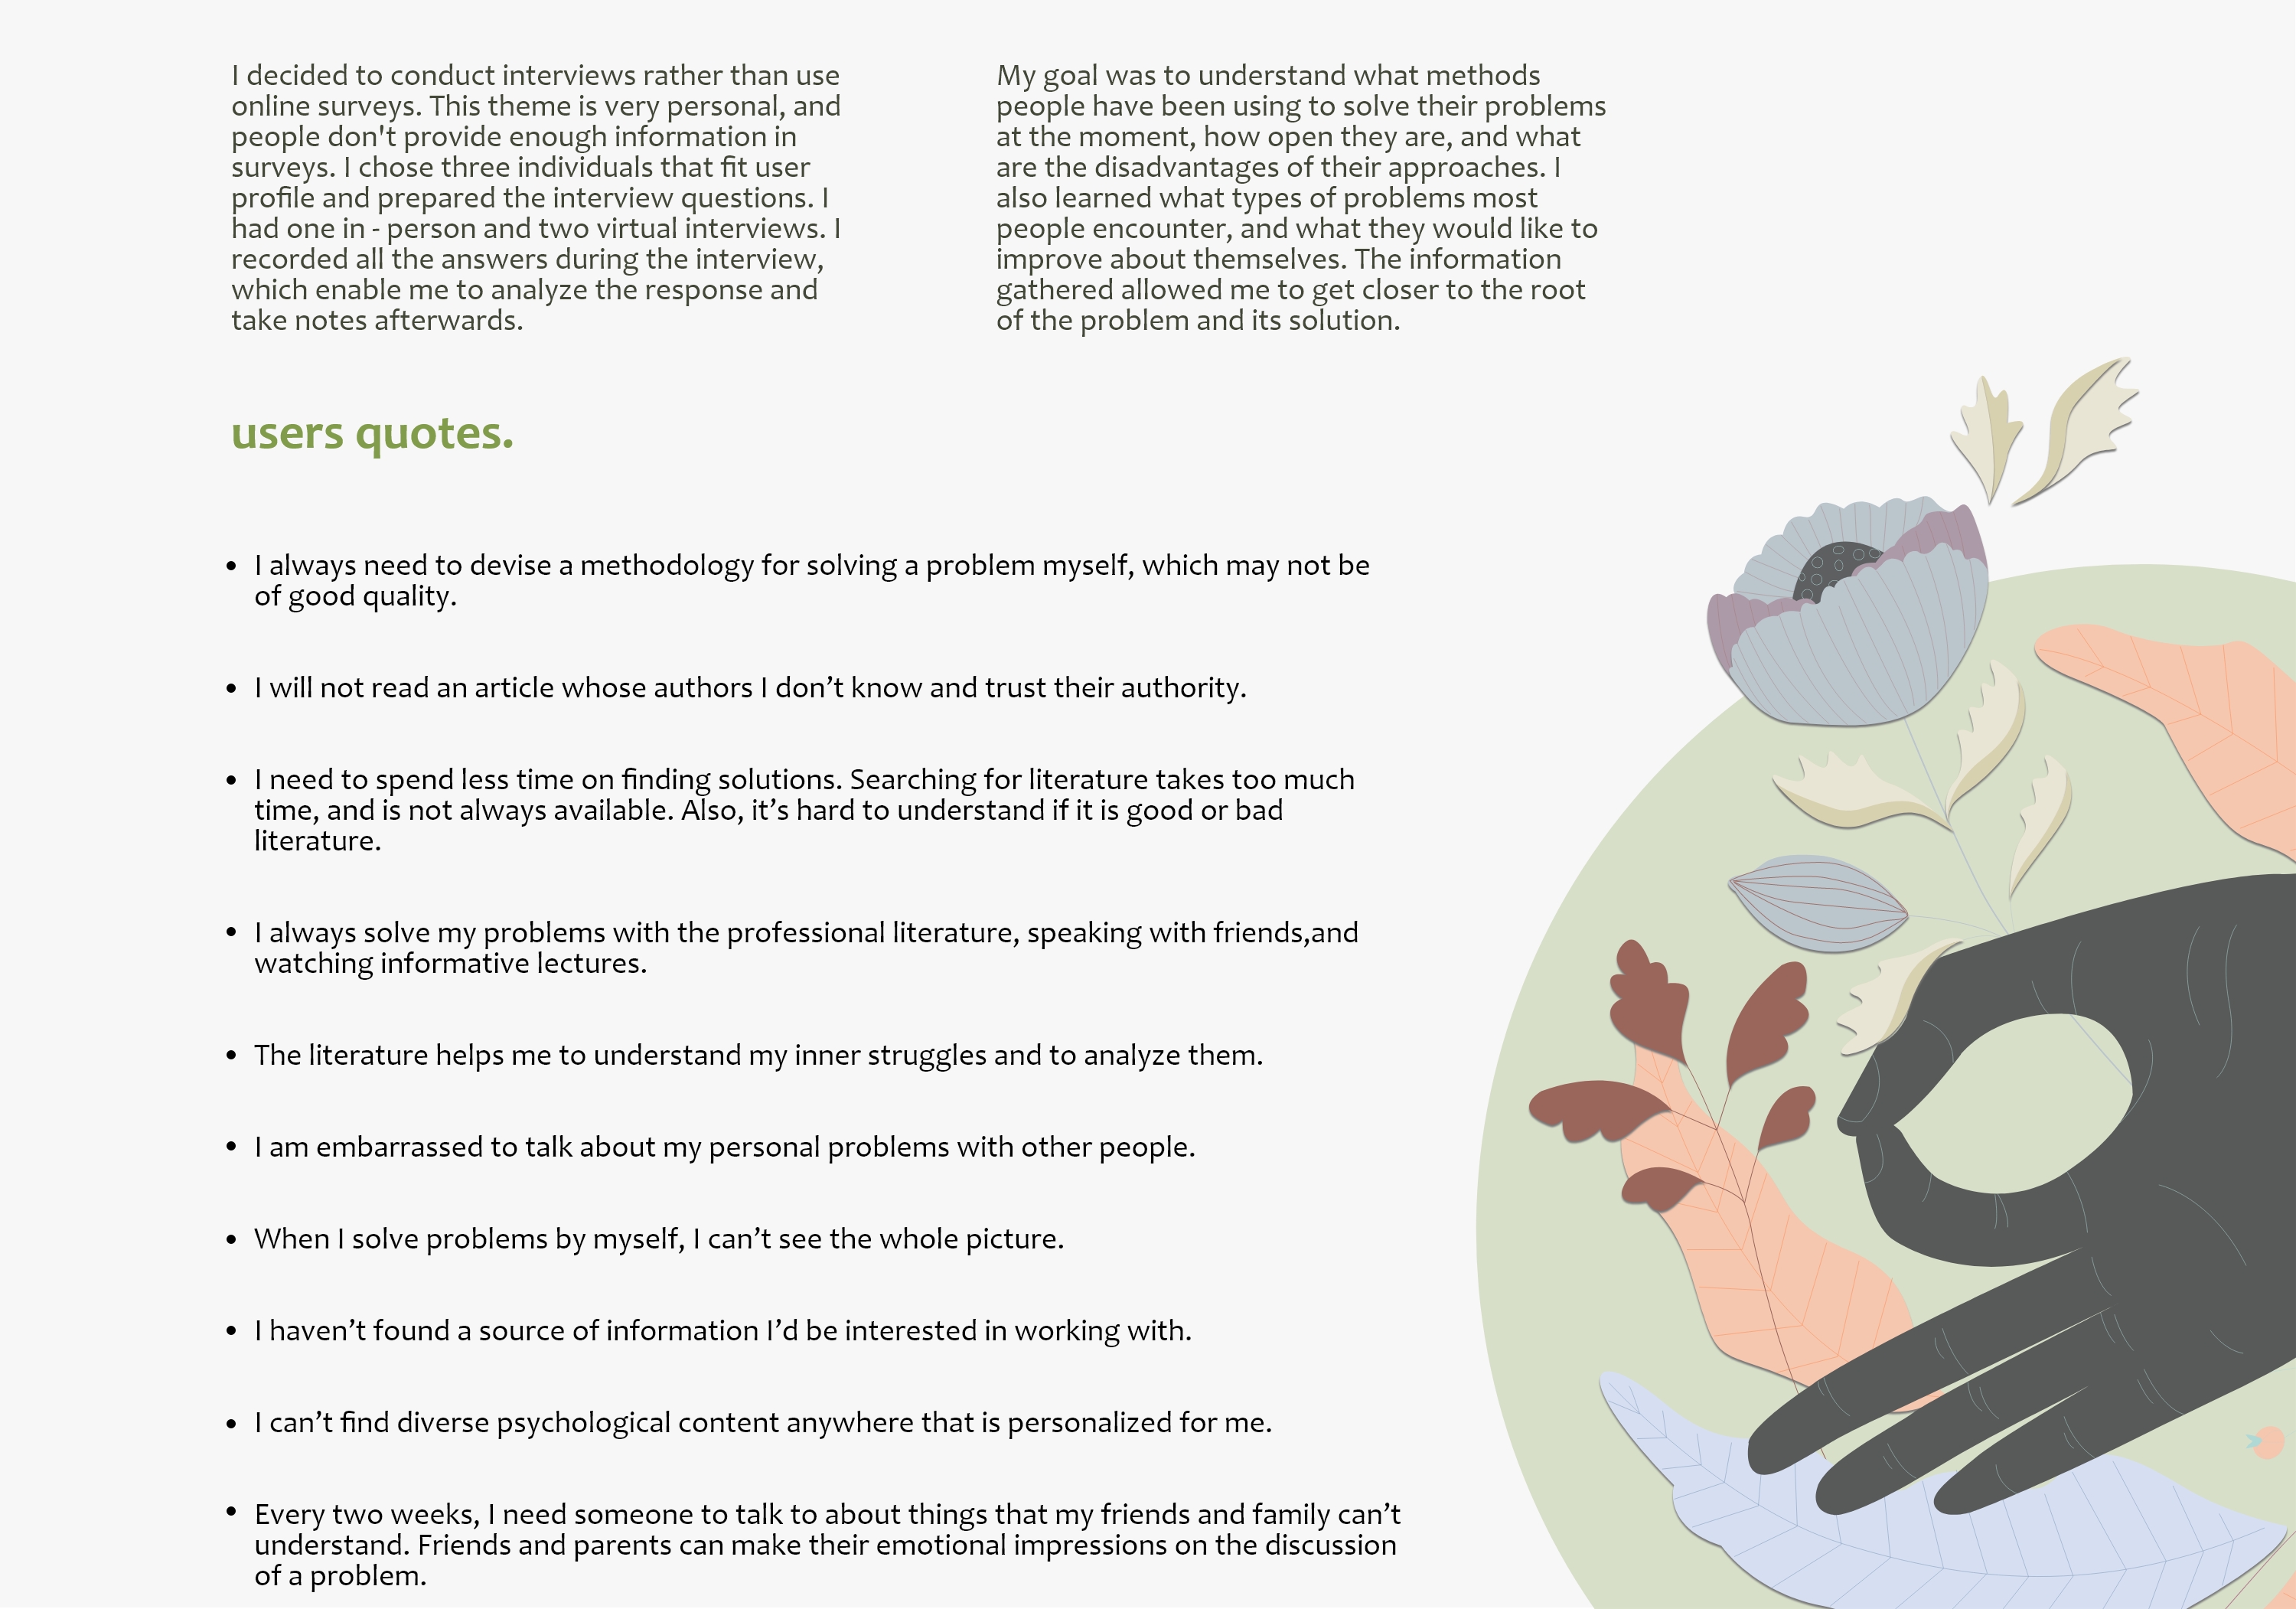 I decided to conduct interviews rather than use
online surveys. This theme is very personal, and
people don't provide enough information in
surveys. I chose three individuals that fit user
profile and prepared the interview questions. I
had one in - person and two virtual interviews. I
recorded all the answers during the interview,
which enable me to analyze the response and
take notes afterwards.
My goal was to understand what methods
people have been using to solve their problems
at the moment, how open they are, and what
are the disadvantages of their approaches. I
also learned what types of problems most
people encounter, and what they would like to
improve about themselves. The information
gathered allowed me to get closer to the root
of the problem and its solution.
users quotes.
• I always need to devise a methodology for solving a problem myself, which may not be
of good quality.
• I will not read an article whose authors I don’t know and trust their authority.
• I need to spend less time on finding solutions. Searching for literature takes too much
time, and is not always available. Also, it’s hard to understand if it is good or bad
literature.
• I always solve my problems with the professional literature, speaking with friends,and
watching informative lectures.
• The literature helps me to understand my inner struggles and to analyze them.
• I am embarrassed to talk about my personal problems with other people.
• When I solve problems by myself, I can’t see the whole picture.
• I haven’t found a source of information I’d be interested in working with.
• I can’t find diverse psychological content anywhere that is personalized for me.
• Every two weeks, I need someone to talk to about things that my friends and family can’t
understand. Friends and parents can make their emotional impressions on the discussion
of a problem.